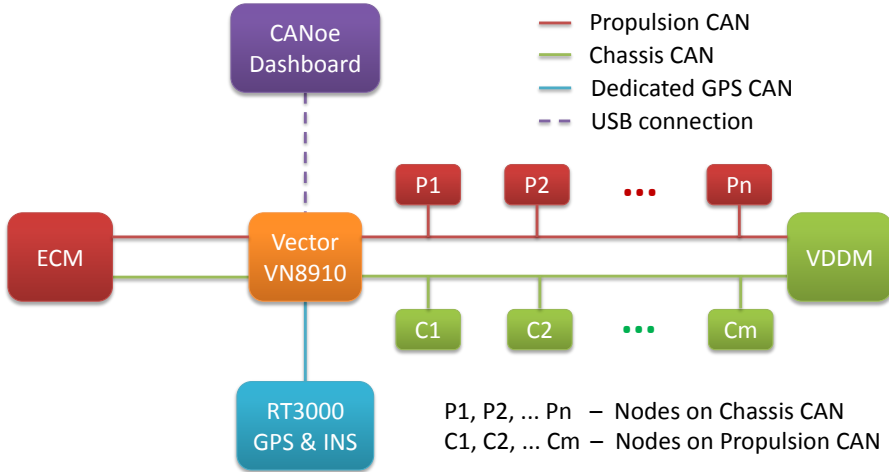 CANoe
Dashboard
Propulsion CAN
Chassis CAN
Dedicated GPS CAN
USB connection
P1
P2
...
Pn
ECM
Vector
VN8910
VDDM
C1
C2
...
Cm
RT3000
GPS & INS
P1, P2, ... Pn – Nodes on Chassis CAN
C1, C2, ... Cm – Nodes on Propulsion CAN